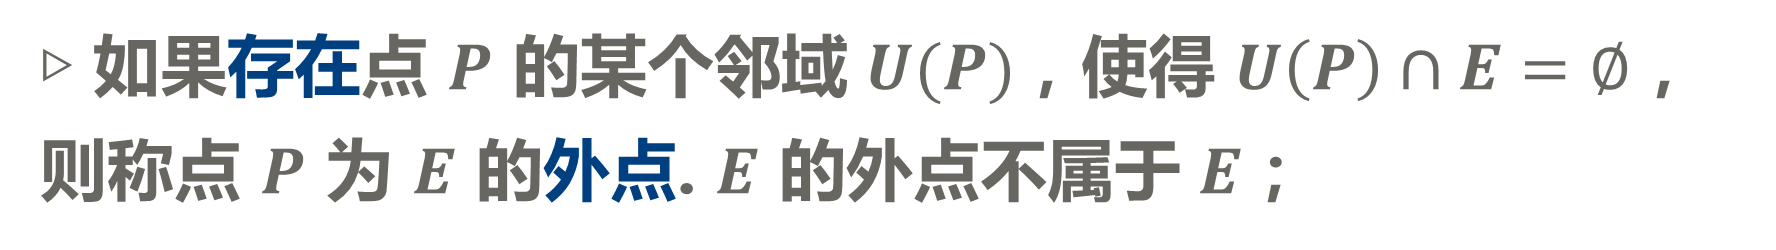 ▷ 如果存在点 P 的某个邻域 U(P)，使得 U(P) ∩ E = ∅，
则称点 P 为 E 的外点. E 的外点不属于 E；